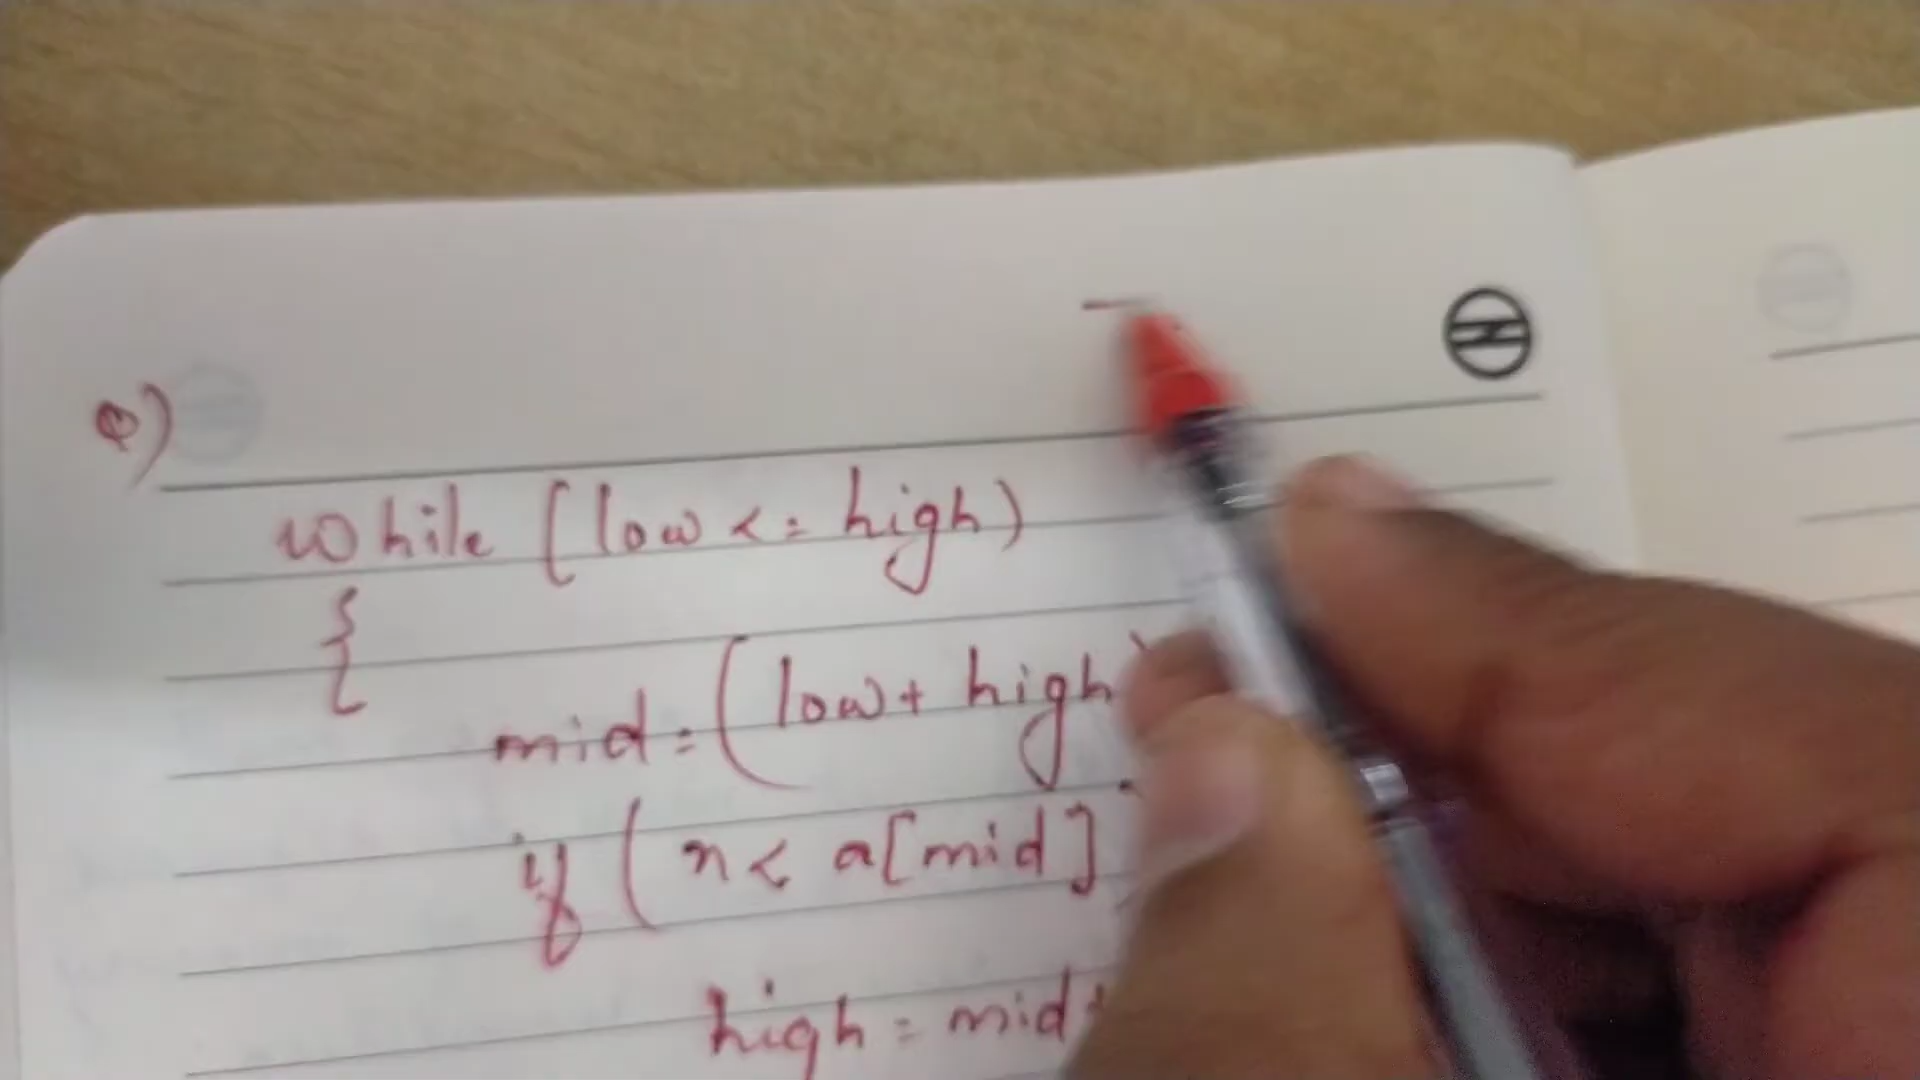 Q)
while (low <= high)
{
mid = (low + high)
if (n < a[mid]
high = mid+